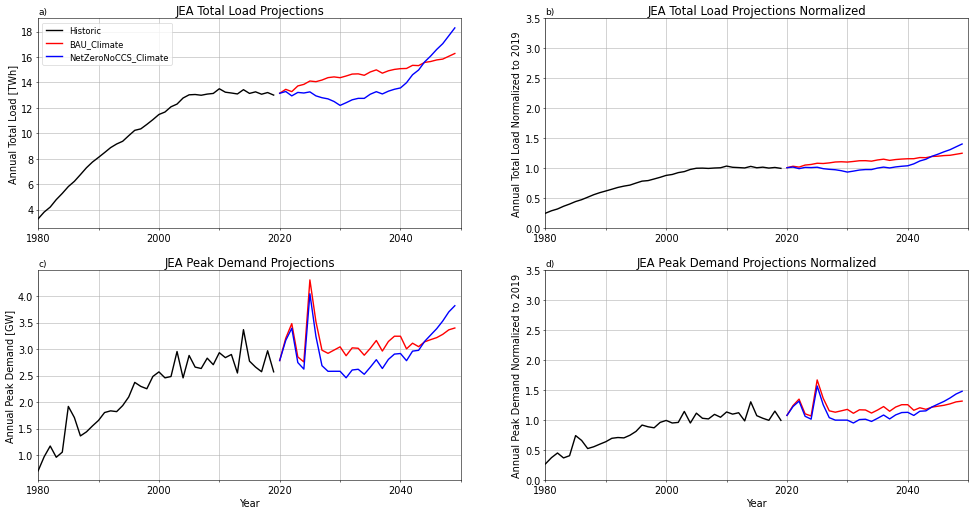 a)
JEA Total Load Projections
Historic
BAU_Climate
NetZeroNoCCS_Climate
Annual Total Load [TWh]
18
16
14
12
10
8
6
4
1980
2000
2020
2040
b)
JEA Total Load Projections Normalized
Annual Total Load Normalized to 2019
3.5
3.0
2.5
2.0
1.5
1.0
0.5
0.0
1980
2000
2020
2040
c)
JEA Peak Demand Projections
Annual Peak Demand [GW]
4.0
3.5
3.0
2.5
2.0
1.5
1.0
1980
2000
2020
2040
Year
d)
JEA Peak Demand Projections Normalized
Annual Peak Demand Normalized to 2019
3.5
3.0
2.5
2.0
1.5
1.0
0.5
0.0
1980
2000
2020
2040
Year